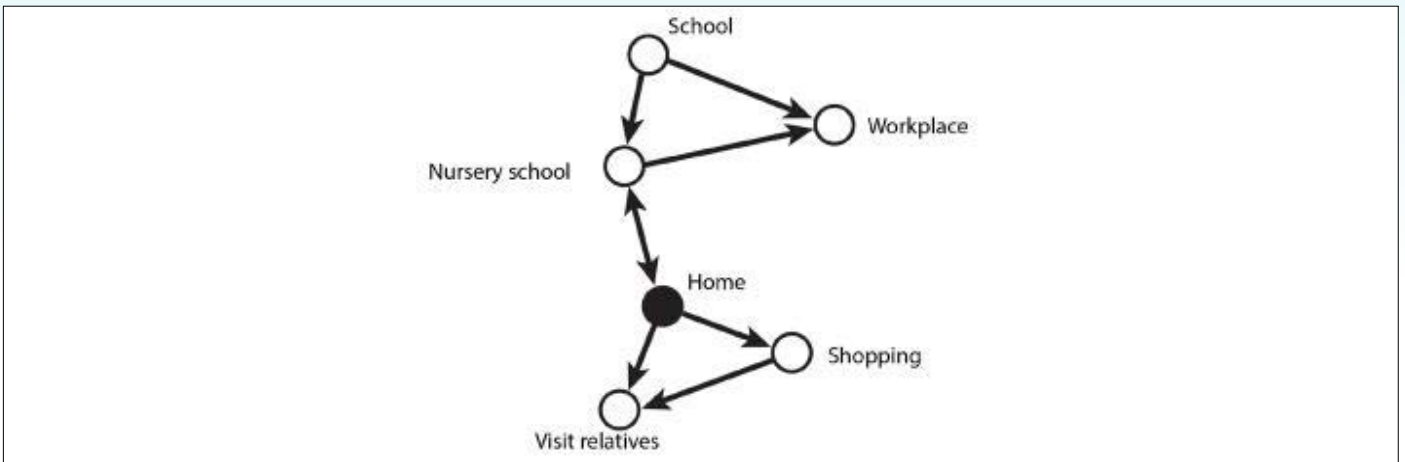 School
Workplace
Nursery school
Home
Shopping
Visit relatives